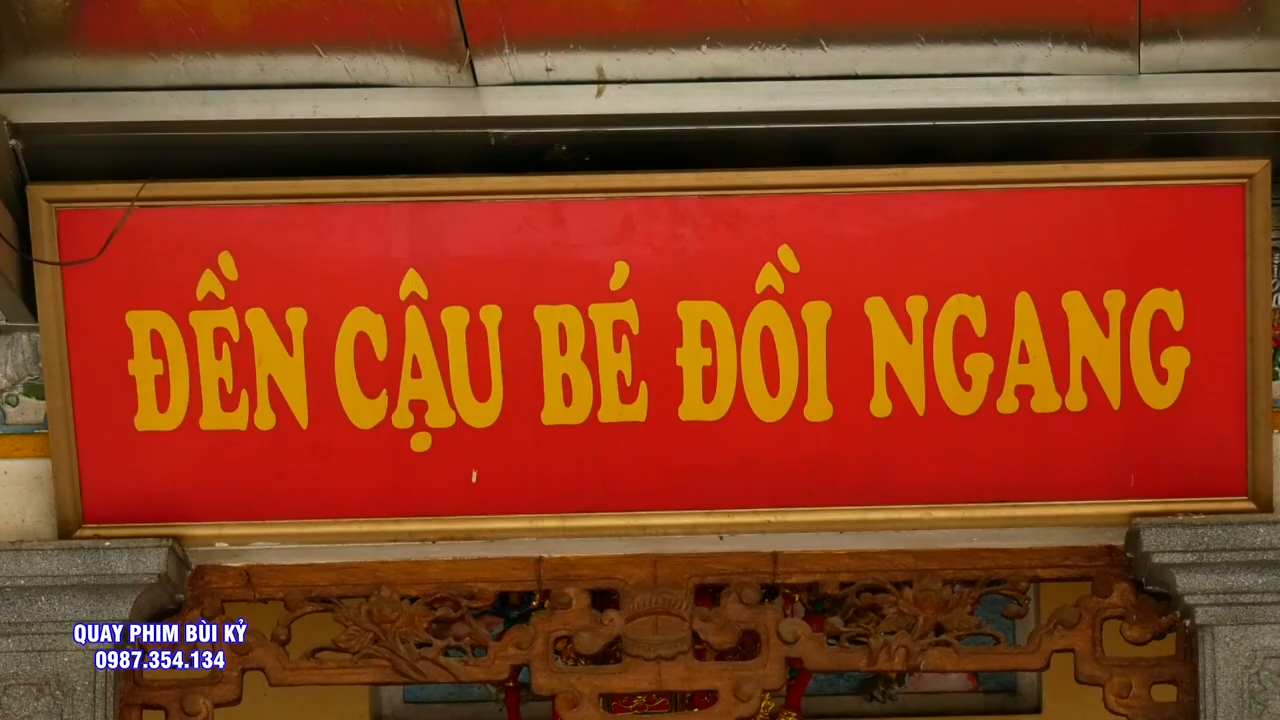 ĐỀN CẬU BÉ ĐỒI NGANG
QUAY PHIM BÙI KỶ
0987.354.134